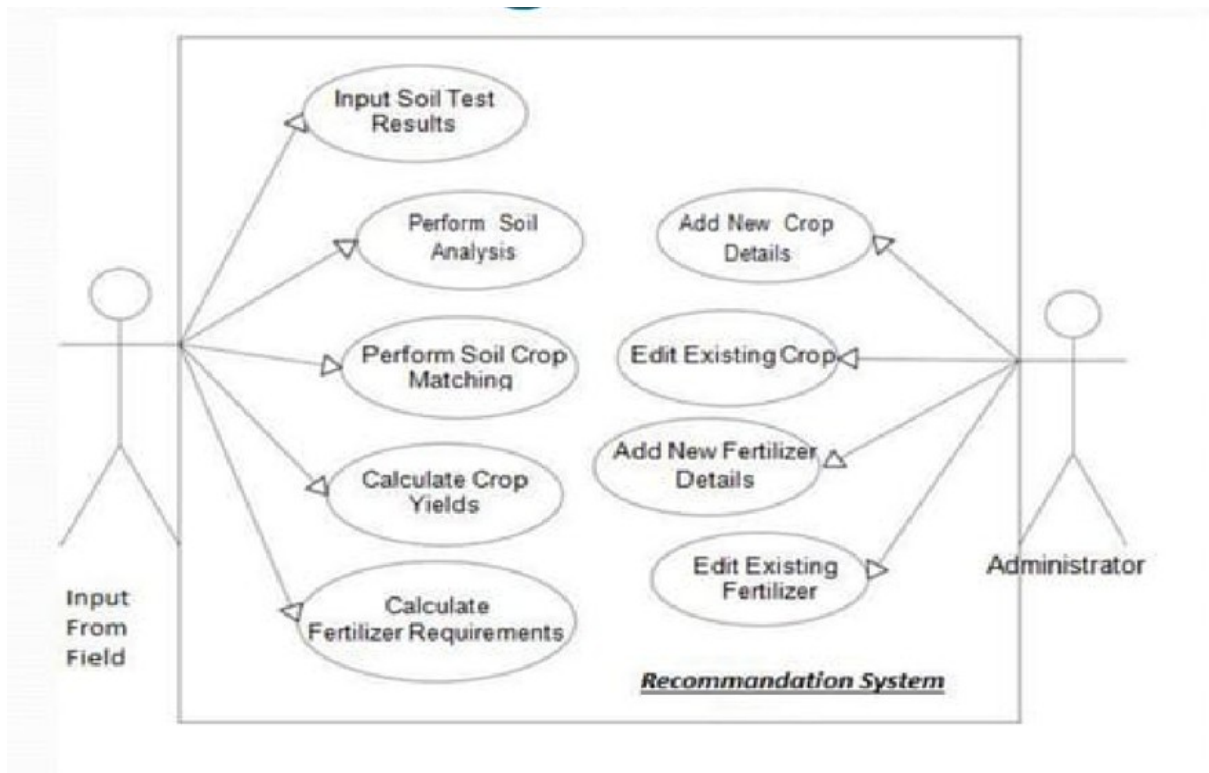 Input Soil Test
Results
Perform Soil
Analysis
Perform Soil Crop
Matching
Calculate Crop
Yields
Calculate
Fertilizer Requirements
Add New Crop
Details
Edit Existing Crop
Add New Fertilizer
Details
Edit Existing
Fertilizer
Input
From
Field
Administrator
Recommandation System